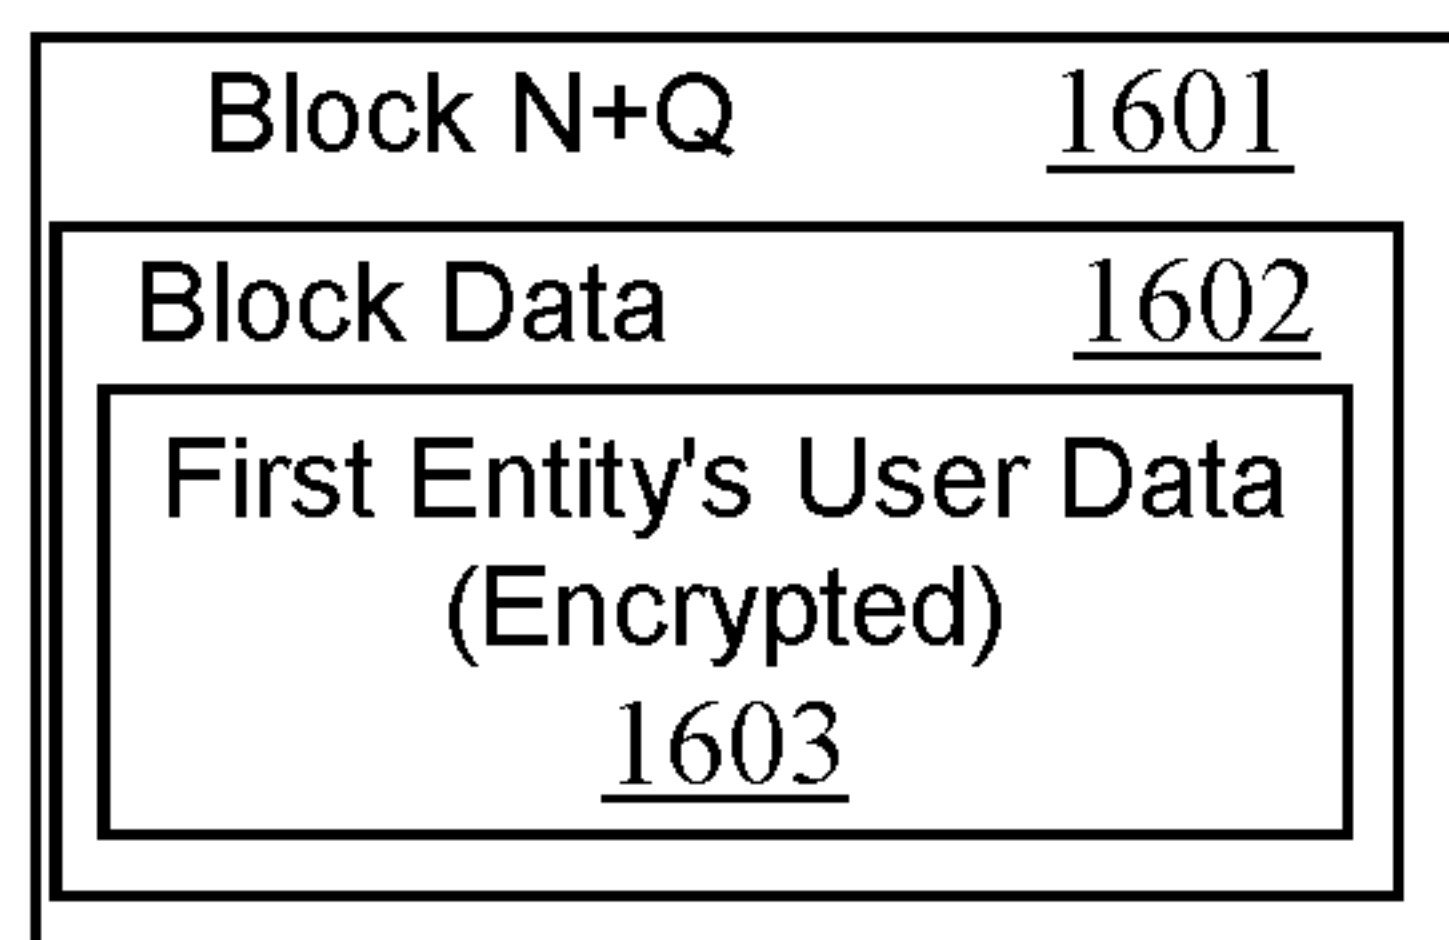 Block N+Q 1601
Block Data 1602
First Entity's User Data
(Encrypted)
1603